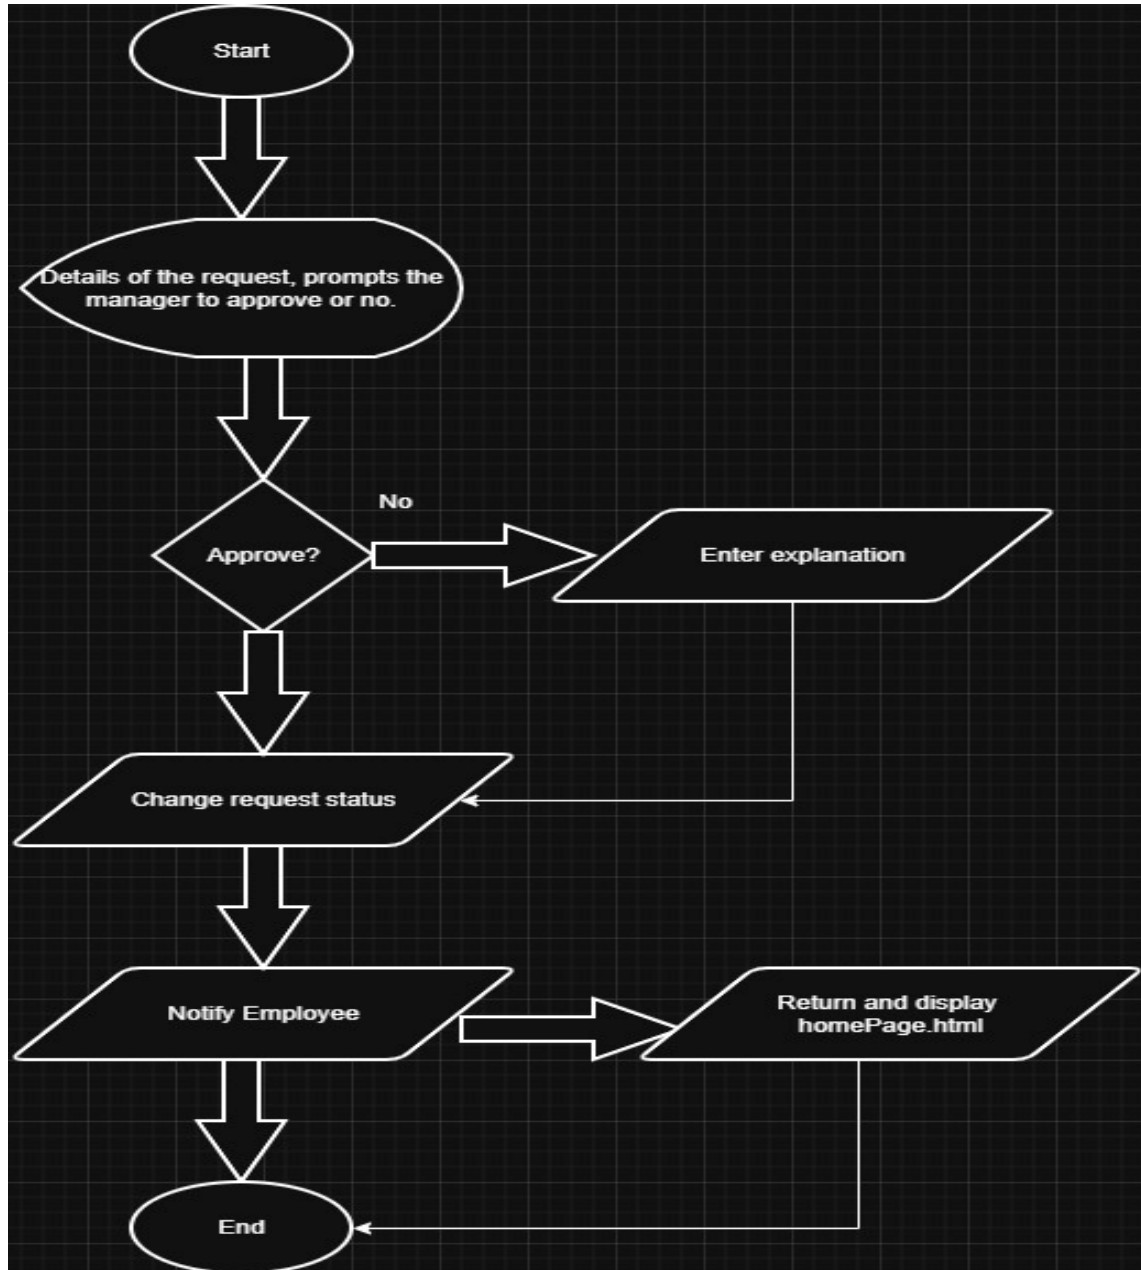 Start
Details of the request, prompts the
manager to approve or no.
No
Approve?
Enter explanation
Change request status
Notify Employee
Return and display
homePage.html
End